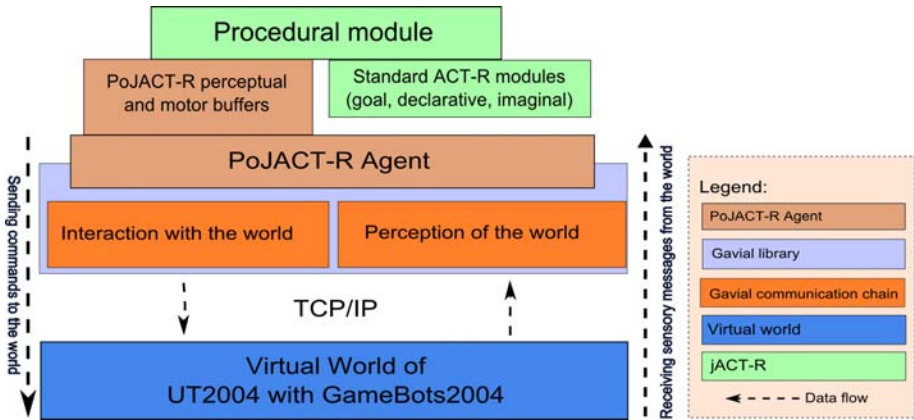 Procedural module
PoJACT-R perceptual
and motor buffers
Standard ACT-R modules
(goal, declarative, imaginal)
PoJACT-R Agent
Interaction with the world
Perception of the world
TCP/IP
Virtual World of
UT2004 with GameBots2004
Sending commands to the world
Receiving sensory messages from the world
Legend:
PoJACT-R Agent
Gavial library
Gavial communication chain
Virtual world
jACT-R
Data flow